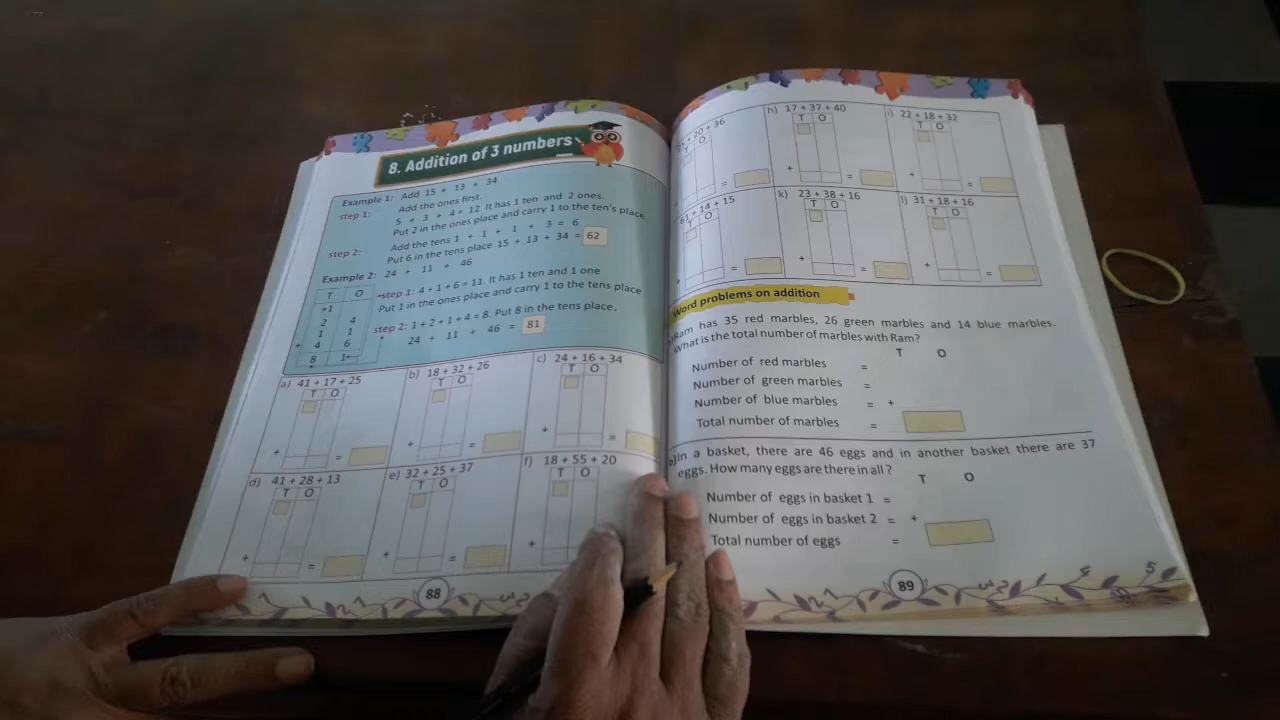 8. Addition of 3 numbers
Example 1: Add 15 + 13 + 34
step 1: Add the ones first.
5 + 3 + 4 = 12. It has 1 ten and 2 ones.
Put 2 in the ones place and carry 1 to the ten's place
step 2: Add the tens 1 + 1 + 1 + 3 = 6
Put 6 in the tens place 15 + 13 + 34 = 62
Example 2: 24 + 11 + 46
T O
+1
2 4
1 1
+ 4 6
8 1
step 1: 4 + 1 + 6 = 11. It has 1 ten and 1 one
Put 1 in the ones place and carry 1 to the tens place
step 2: 1 + 2 + 1 + 4 = 8. Put 8 in the tens place.
24 + 11 + 46 = 81
a) 41 + 17 + 25
T O
+ =
b) 18 + 32 + 26
T O
+ =
c) 24 + 16 + 34
T O
+ =
d) 41 + 28 + 13
T O
+ =
e) 32 + 25 + 37
T O
+ =
f) 18 + 55 + 20
T O
+
88
+ 20 + 36
O
=
h) 17 + 37 + 40
T O
+ =
i) 22 + 18 + 32
T O
+ =
61 + 14 + 15
T O
+ =
k) 23 + 38 + 16
T O
+ =
l) 31 + 18 + 16
T O
+ =
Word problems on addition
Ram has 35 red marbles, 26 green marbles and 14 blue marbles.
What is the total number of marbles with Ram?
T O
Number of red marbles =
Number of green marbles =
Number of blue marbles = +
Total number of marbles =
In a basket, there are 46 eggs and in another basket there are 37
eggs. How many eggs are there in all ?
T O
Number of eggs in basket 1 =
Number of eggs in basket 2 = +
Total number of eggs =
89